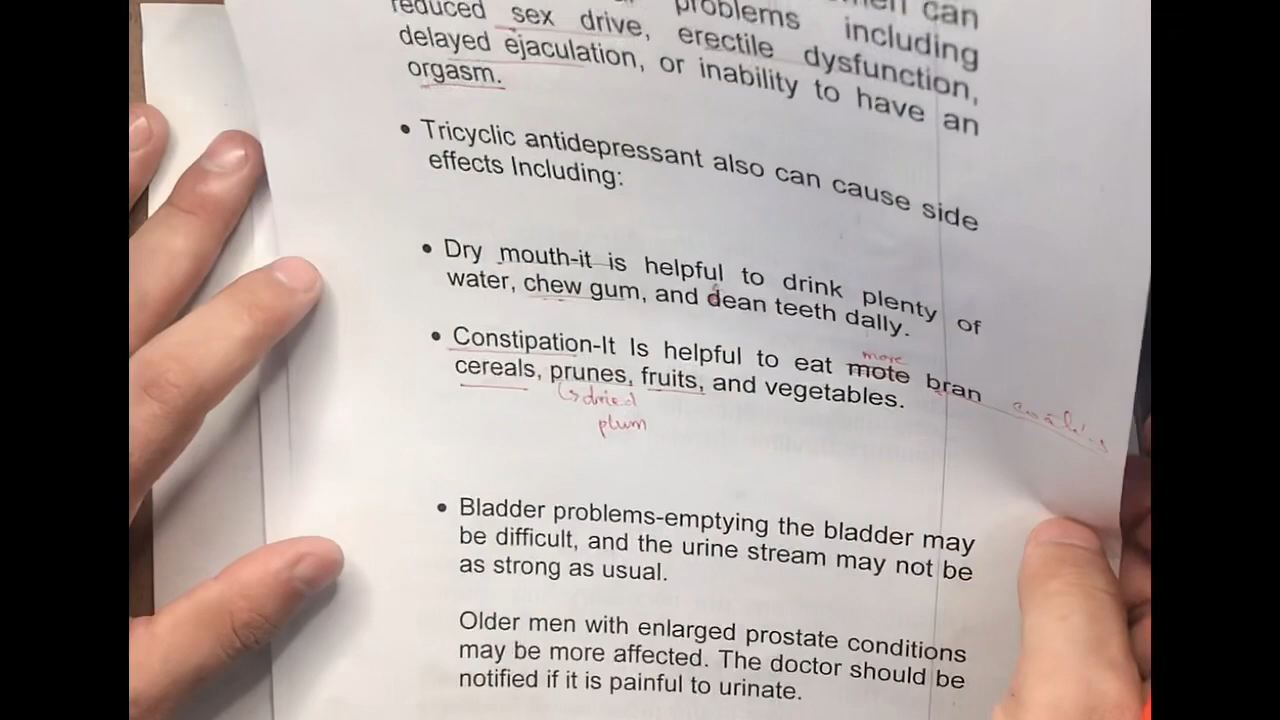 men can
problems including
reduced sex drive, erectile dysfunction,
delayed ejaculation, or inability to have an
orgasm.
• Tricyclic antidepressant also can cause side
effects Including:
• Dry mouth-it is helpful to drink plenty of
water, chew gum, and dean teeth dally.
more
• Constipation-It Is helpful to eat mote bran
cereals, prunes, fruits, and vegetables.
dried
plum
• Bladder problems-emptying the bladder may
be difficult, and the urine stream may not be
as strong as usual.
Older men with enlarged prostate conditions
may be more affected. The doctor should be
notified if it is painful to urinate.